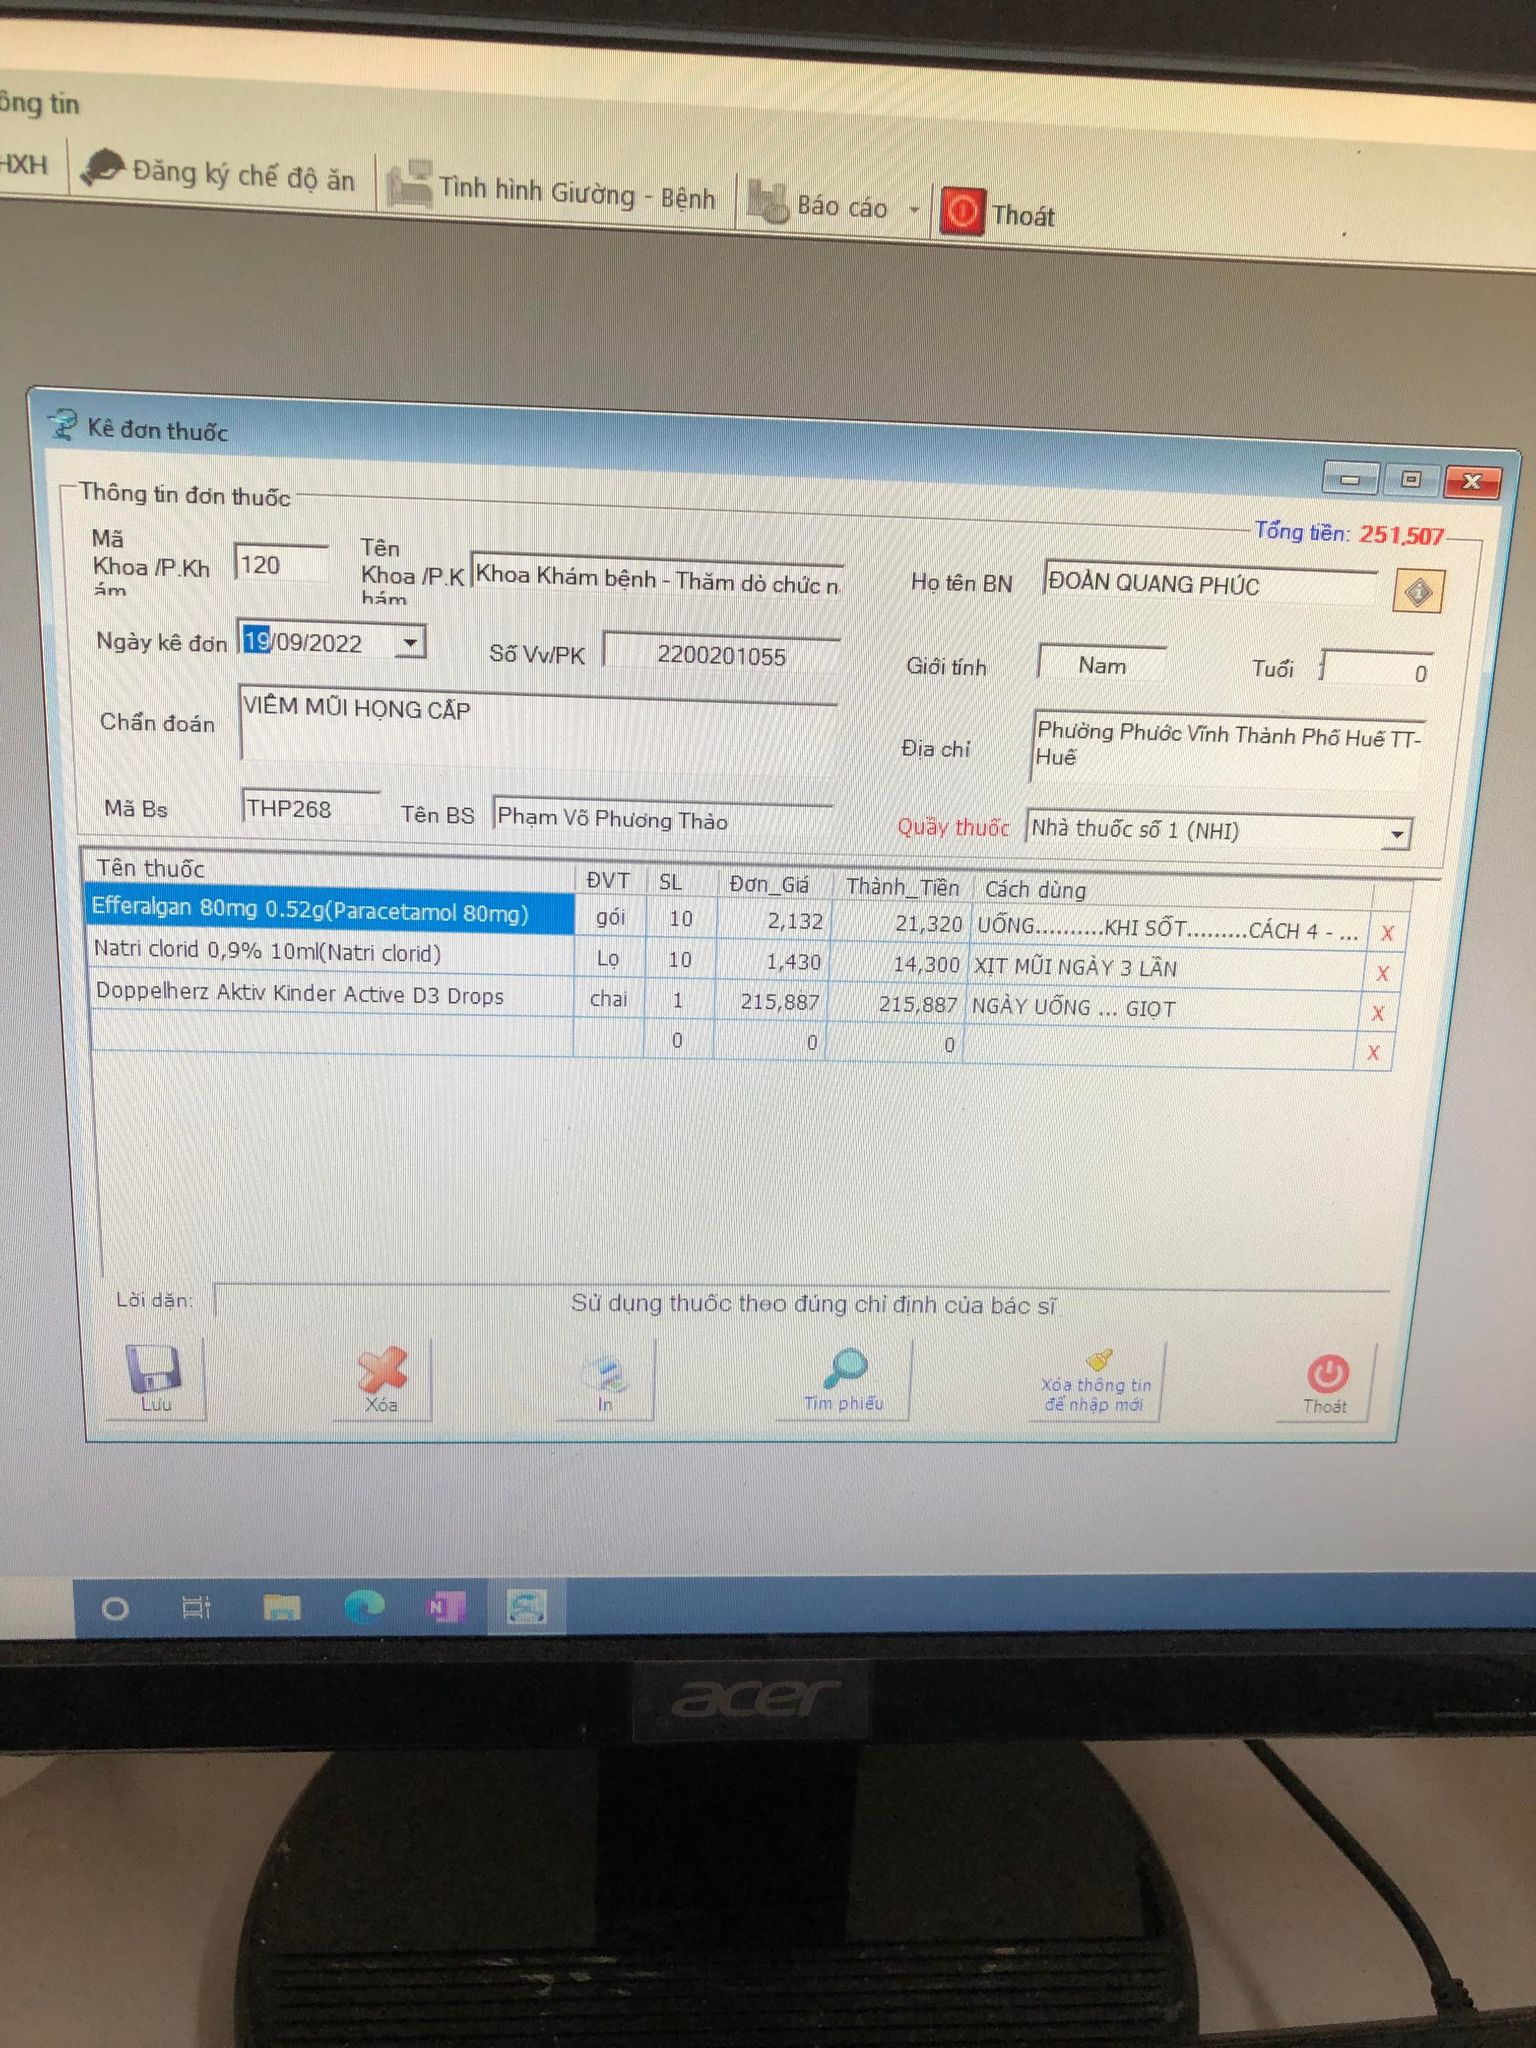 ông tin
HXH Đăng ký chế độ ăn Tình hình Giường - Bệnh Báo cáo Thoát
Kê đơn thuốc
Thông tin đơn thuốc
Tổng tiền: 251,507
Mã Khoa /P.Khám 120 Tên Khoa /P.Khám Khoa Khám bệnh - Thăm dò chức n Họ tên BN ĐOÀN QUANG PHÚC
Ngày kê đơn 19/09/2022 Số Vv/PK 2200201055 Giới tính Nam Tuổi 0
Chẩn đoán VIÊM MŨI HỌNG CẤP
Địa chỉ Phường Phước Vĩnh Thành Phố Huế TT-
Huế
Mã Bs THP268 Tên BS Phạm Võ Phương Thảo Quầy thuốc Nhà thuốc số 1 (NHI)
Tên thuốc ĐVT SL Đơn_Giá Thành_Tiền Cách dùng
Efferalgan 80mg 0.52g(Paracetamol 80mg) gói 10 2,132 21,320 UỐNG..........KHI SỐT.........CÁCH 4 - ... X
Natri clorid 0,9% 10ml(Natri clorid) Lọ 10 1,430 14,300 XỊT MŨI NGÀY 3 LẦN X
Doppelherz Aktiv Kinder Active D3 Drops chai 1 215,887 215,887 NGÀY UỐNG ... GIỌT X
0 0 0 X
Lời dặn: Sử dụng thuốc theo đúng chỉ định của bác sĩ
Lưu Xóa In Tìm phiếu Xóa thông tin
để nhập mới Thoát
N
acer